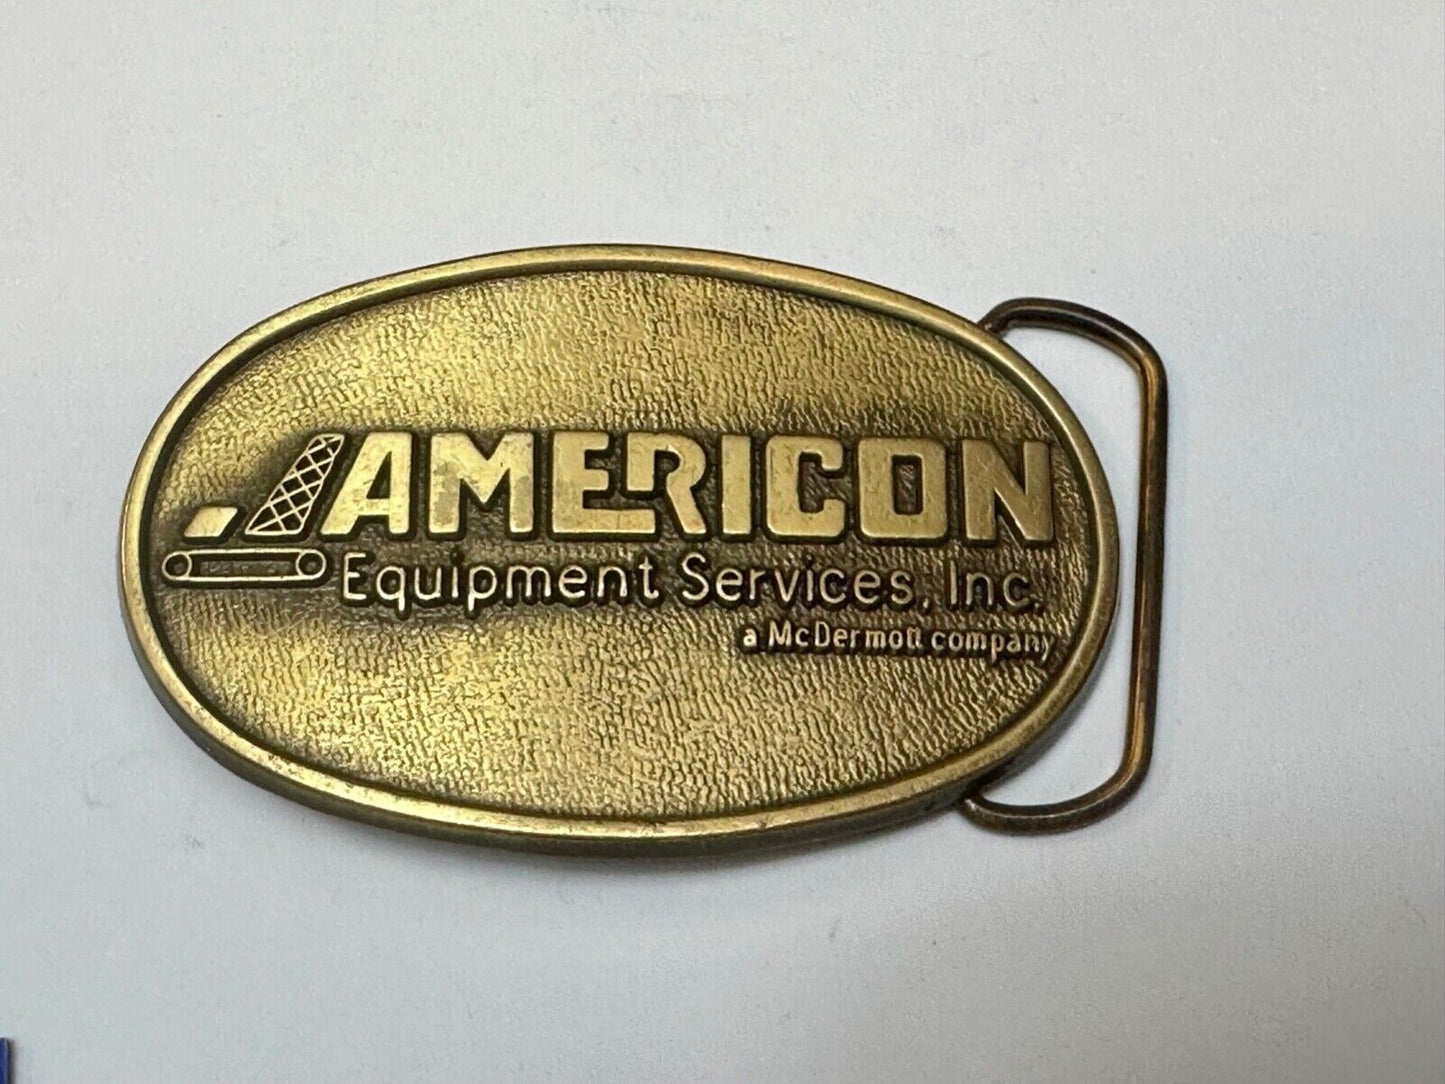 AMERICON
Equipment Services, Inc.
a McDermott company